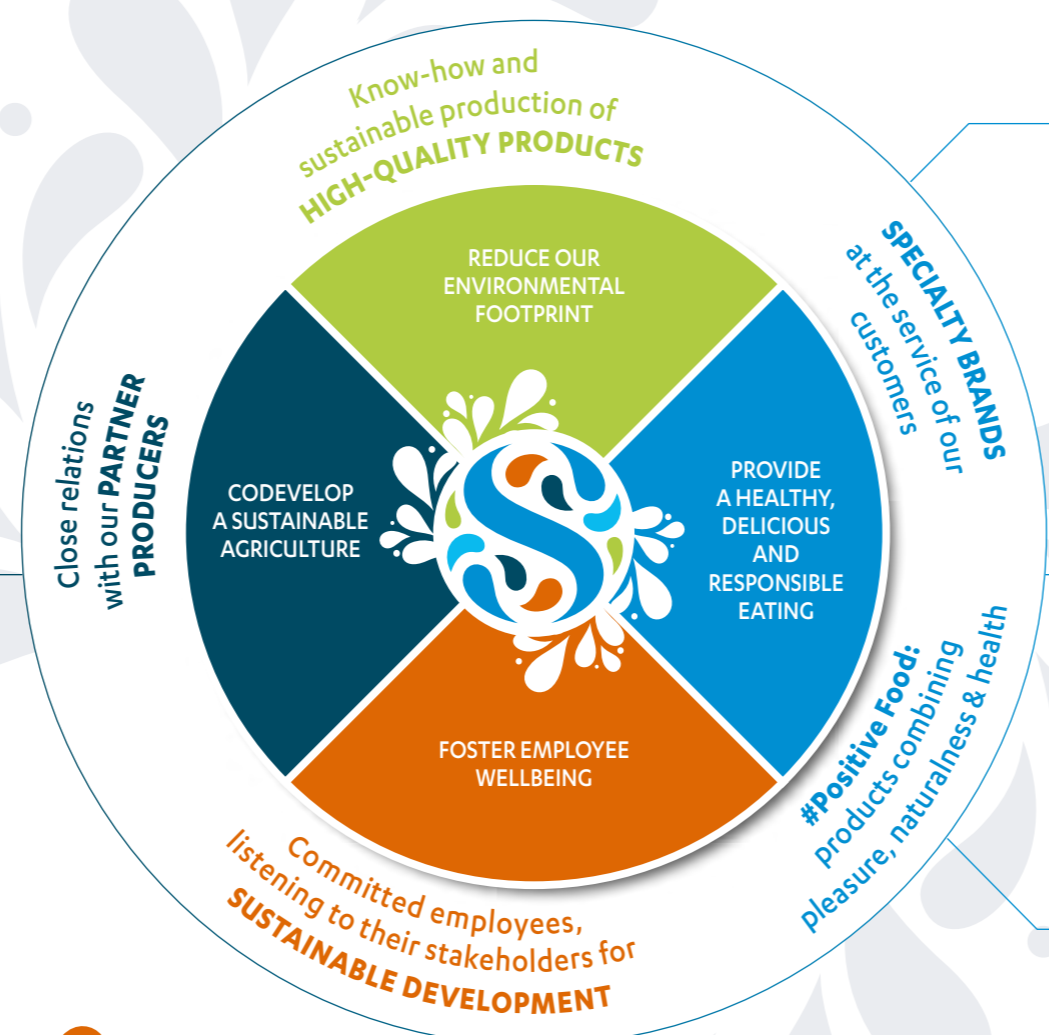 Know-how and
sustainable production of
HIGH-QUALITY PRODUCTS
REDUCE OUR
ENVIRONMENTAL
FOOTPRINT
SPECIALTY BRANDS
at the service of our
customers
Close relations
with our PARTNER
PRODUCERS
CODEVELOP
A SUSTAINABLE
AGRICULTURE
PROVIDE
A HEALTHY,
DELICIOUS
AND
RESPONSIBLE
EATING
#Positive Food:
products combining
pleasure, naturalness & health
FOSTER EMPLOYEE
WELLBEING
Committed employees,
listening to their stakeholders for
SUSTAINABLE DEVELOPMENT